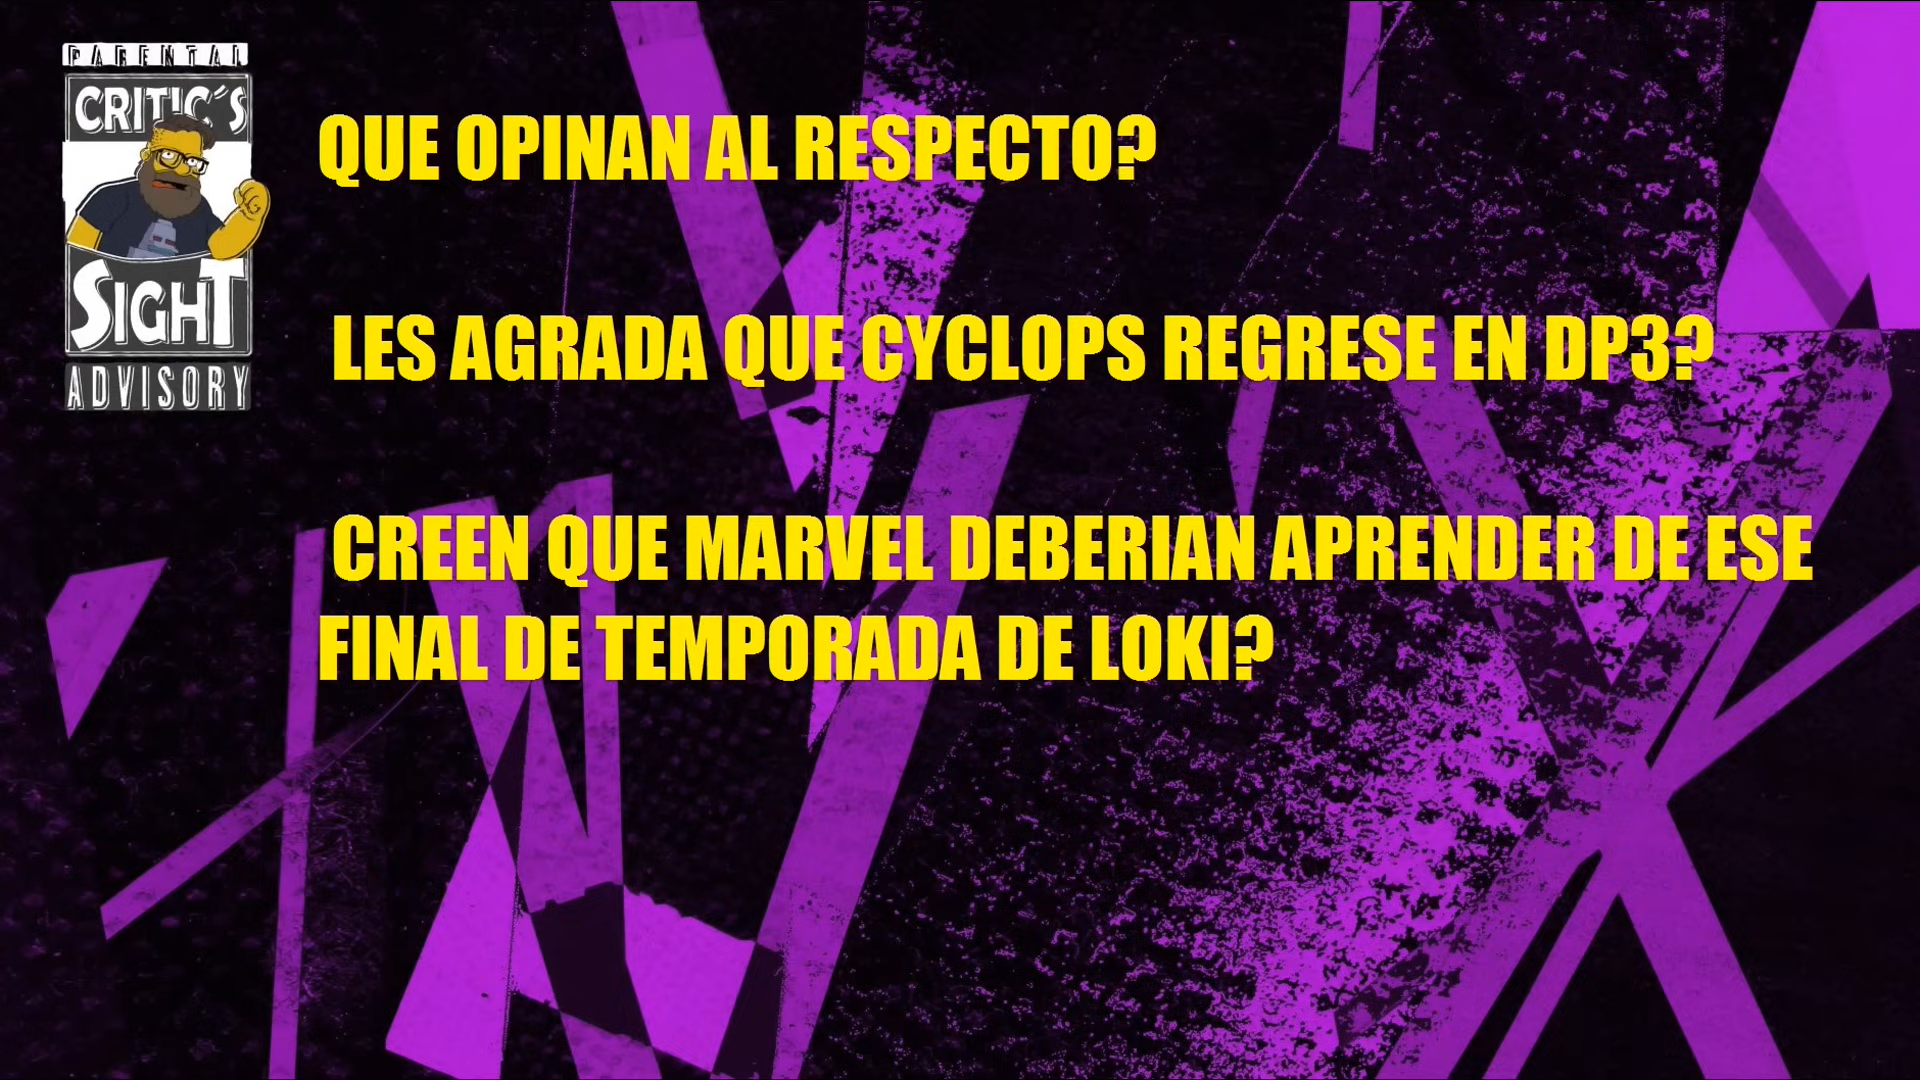 PARENTAL
CRITIC´S
SIGHT
ADVISORY
QUE OPINAN AL RESPECTO?
LES AGRADA QUE CYCLOPS REGRESE EN DP3?
CREEN QUE MARVEL DEBERIAN APRENDER DE ESE
FINAL DE TEMPORADA DE LOKI?